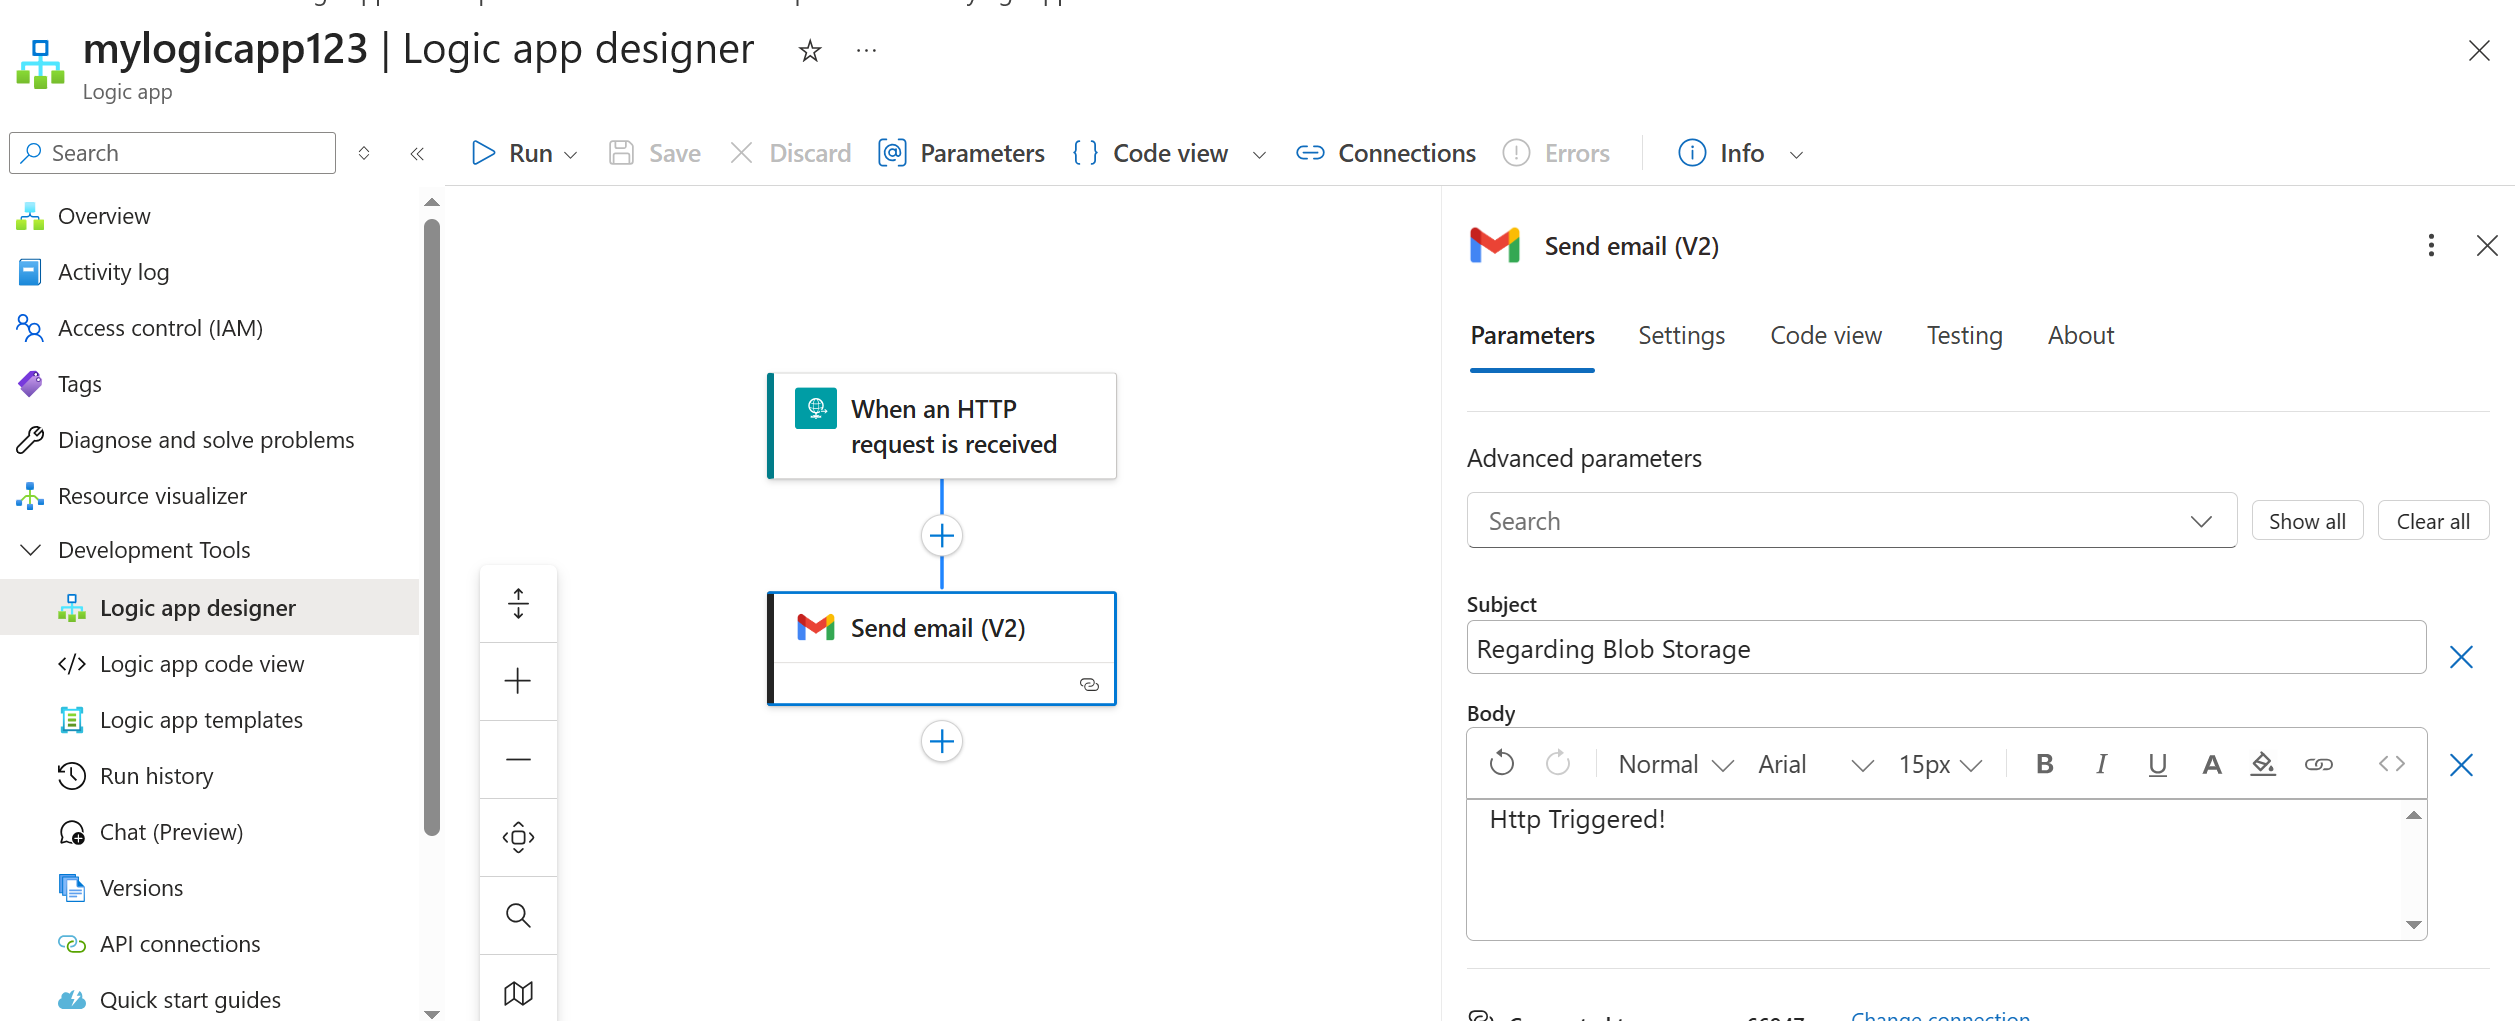 mylogicapp123 | Logic app designer
Logic app
Search
Run
Save
Discard
Parameters
Code view
Connections
Errors
Info
Overview
Activity log
Access control (IAM)
Tags
Diagnose and solve problems
Resource visualizer
Development Tools
Logic app designer
Logic app code view
Logic app templates
Run history
Chat (Preview)
Versions
API connections
Quick start guides
When an HTTP
request is received
Send email (V2)
Send email (V2)
Parameters
Settings
Code view
Testing
About
Advanced parameters
Search
Show all
Clear all
Subject
Regarding Blob Storage
Body
Normal
Arial
15px
B
I
U
A
Http Triggered!
Change connection